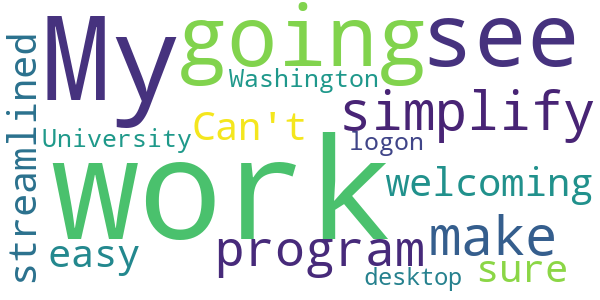 My
going
see
Washington
simplify
streamlined
University
Can't
logon
work
welcoming
easy
program
make
desktop
sure